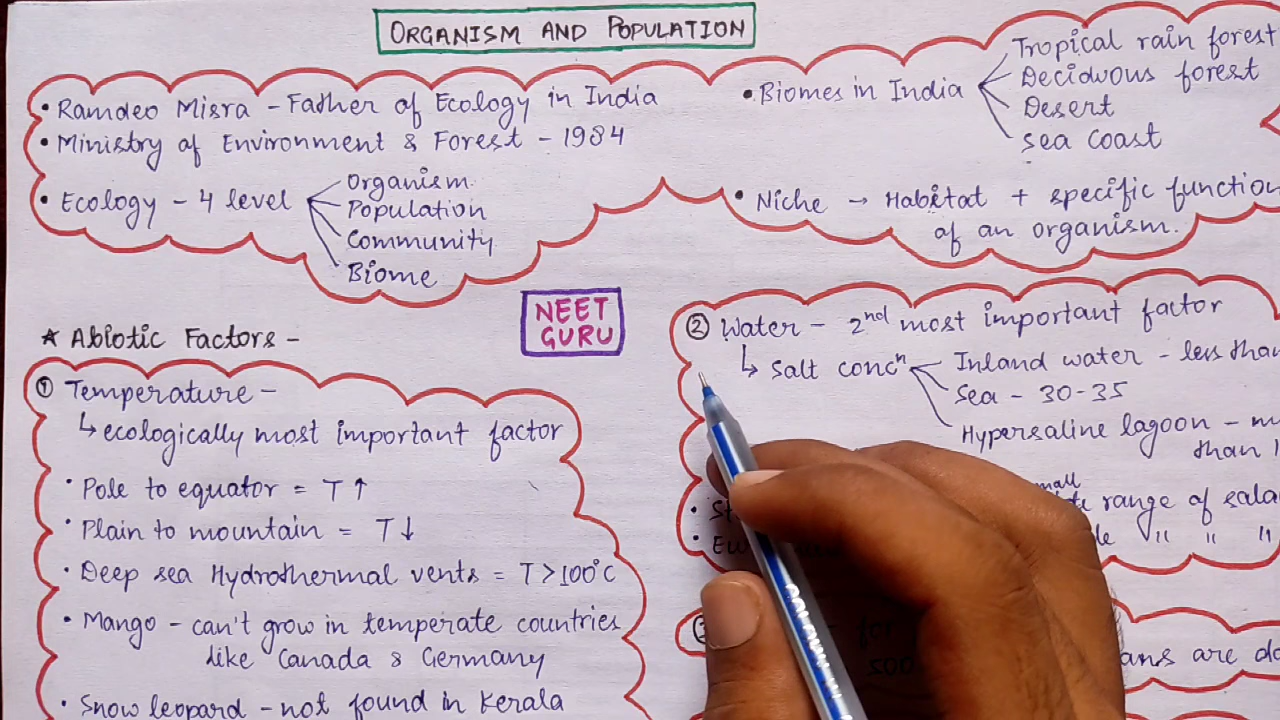 ORGANISM AND POPULATION
• Ramdeo Misra - Father of Ecology in India
• Ministry of Environment & Forest - 1984
• Ecology - 4 level
Organism
Population
Community
Biome
• Biomes in India
Tropical rain forest
Deciduous forest
Desert
Sea coast
• Niche → Habitat + specific function
of an organism.
NEET
GURU
★ Abiotic Factors -
① Temperature -
↳ ecologically most important factor
• Pole to equator = T ↑
• Plain to mountain = T ↓
• Deep sea Hydrothermal vents = T > 100°C
• Mango - can't grow in temperate countries
like Canada & Germany
• Snow leopard - not found in Kerala
② Water - 2nd most important factor
↳ Salt concn
Inland water - less than
Sea - 30-35
Hypersaline lagoon -
than
small
range of
" "
for
are